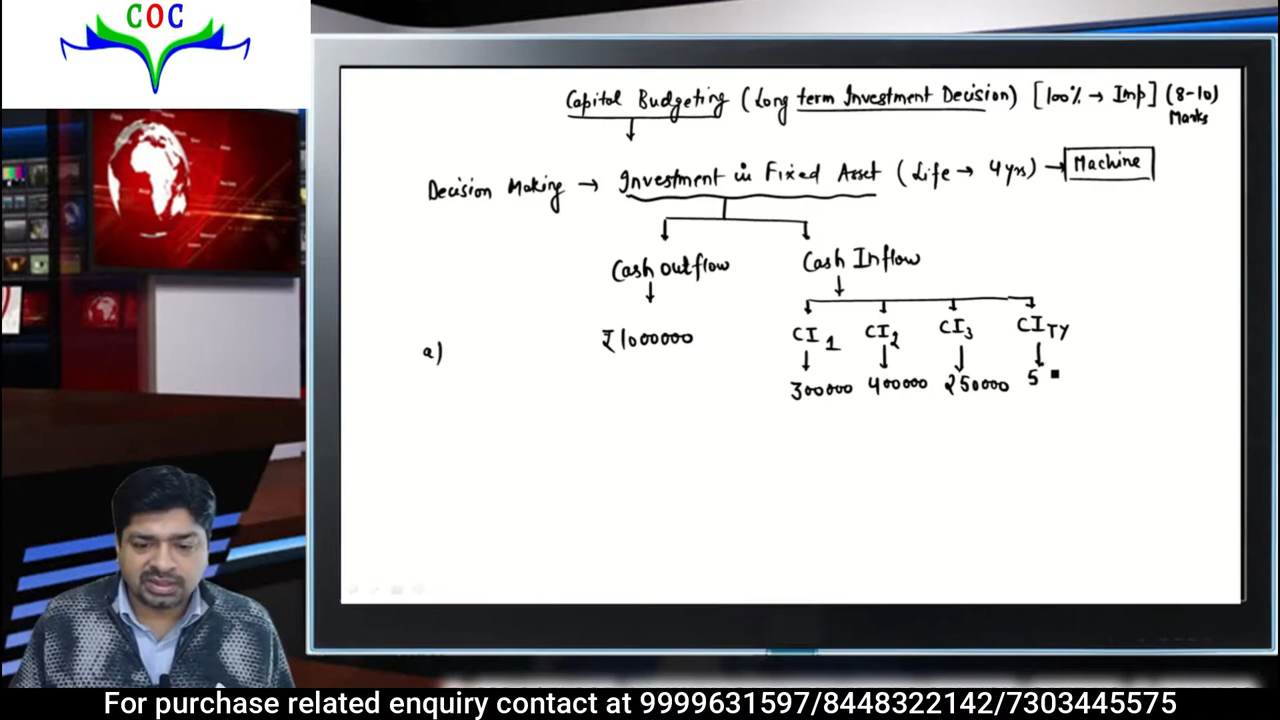 COC
Capital Budgeting (Long term Investment Decision) [100% → Imp] (8-10) Marks
Decision Making → Investment in Fixed Asset (Life → 4 yrs) → Machine
Cash outflow Cash Inflow
CI1 CI2 CI3 CITY
a) ₹1000000
300000 400000 250000 5
For purchase related enquiry contact at 9999631597/8448322142/7303445575